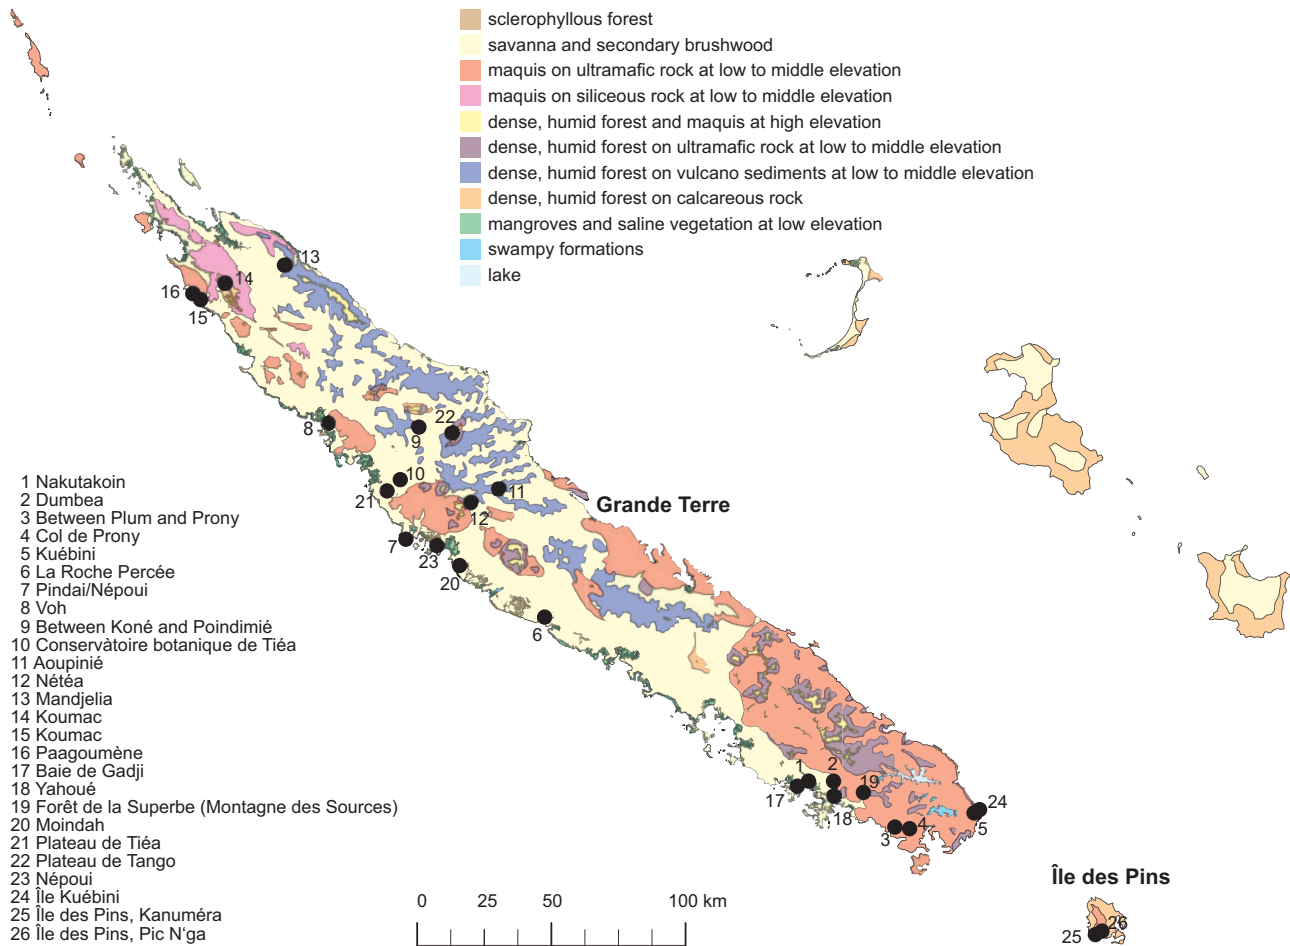 sclerophyllous forest
savanna and secondary brushwood
maquis on ultramafic rock at low to middle elevation
maquis on siliceous rock at low to middle elevation
dense, humid forest and maquis at high elevation
dense, humid forest on ultramafic rock at low to middle elevation
dense, humid forest on vulcano sediments at low to middle elevation
dense, humid forest on calcareous rock
mangroves and saline vegetation at low elevation
swampy formations
lake
13
14
16
15
22
8
9
10
21
11
12
Grande Terre
7
23
20
6
1
2
19
17
18
24
3
4
5
Île des Pins
26
25
1 Nakutakoin
2 Dumbea
3 Between Plum and Prony
4 Col de Prony
5 Kuébini
6 La Roche Percée
7 Pindai/Népoui
8 Voh
9 Between Koné and Poindimié
10 Conservàtoire botanique de Tiéa
11 Aoupinié
12 Nétéa
13 Mandjelia
14 Koumac
15 Koumac
16 Paagoumène
17 Baie de Gadji
18 Yahoué
19 Forêt de la Superbe (Montagne des Sources)
20 Moindah
21 Plateau de Tiéa
22 Plateau de Tango
23 Népoui
24 Île Kuébini
25 Île des Pins, Kanuméra
26 Île des Pins, Pic N'ga
0 25 50 100 km